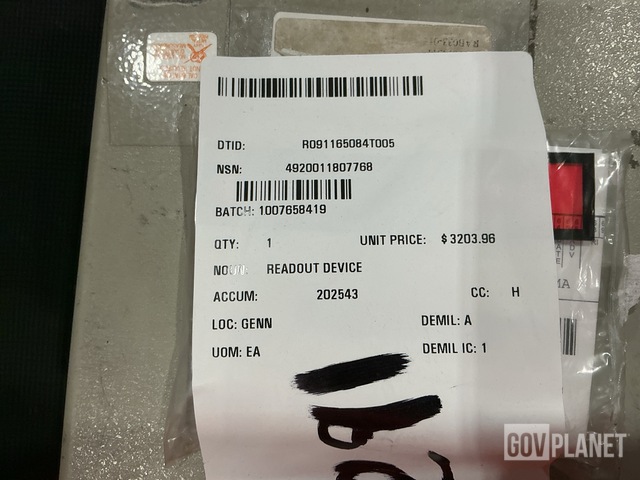 DTID: R091165084T005
NSN: 4920011807768
BATCH: 1007658419
QTY: 1 UNIT PRICE: $ 3203.96
NOUN: READOUT DEVICE
ACCUM: 202543 CC: H
LOC: GENN DEMIL: A
UOM: EA DEMIL IC: 1
GOVPLANET